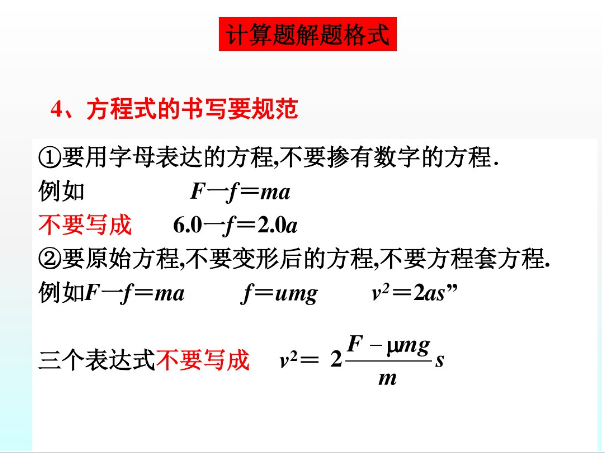 计算题解题格式
4、方程式的书写要规范
①要用字母表达的方程,不要掺有数字的方程.
例如 F一f＝ma
不要写成 6.0一f＝2.0a
②要原始方程,不要变形后的方程,不要方程套方程.
例如F一f＝ma f＝umg v²＝2as”
三个表达式不要写成 v²＝ 2\frac{F－μmg}{m}s